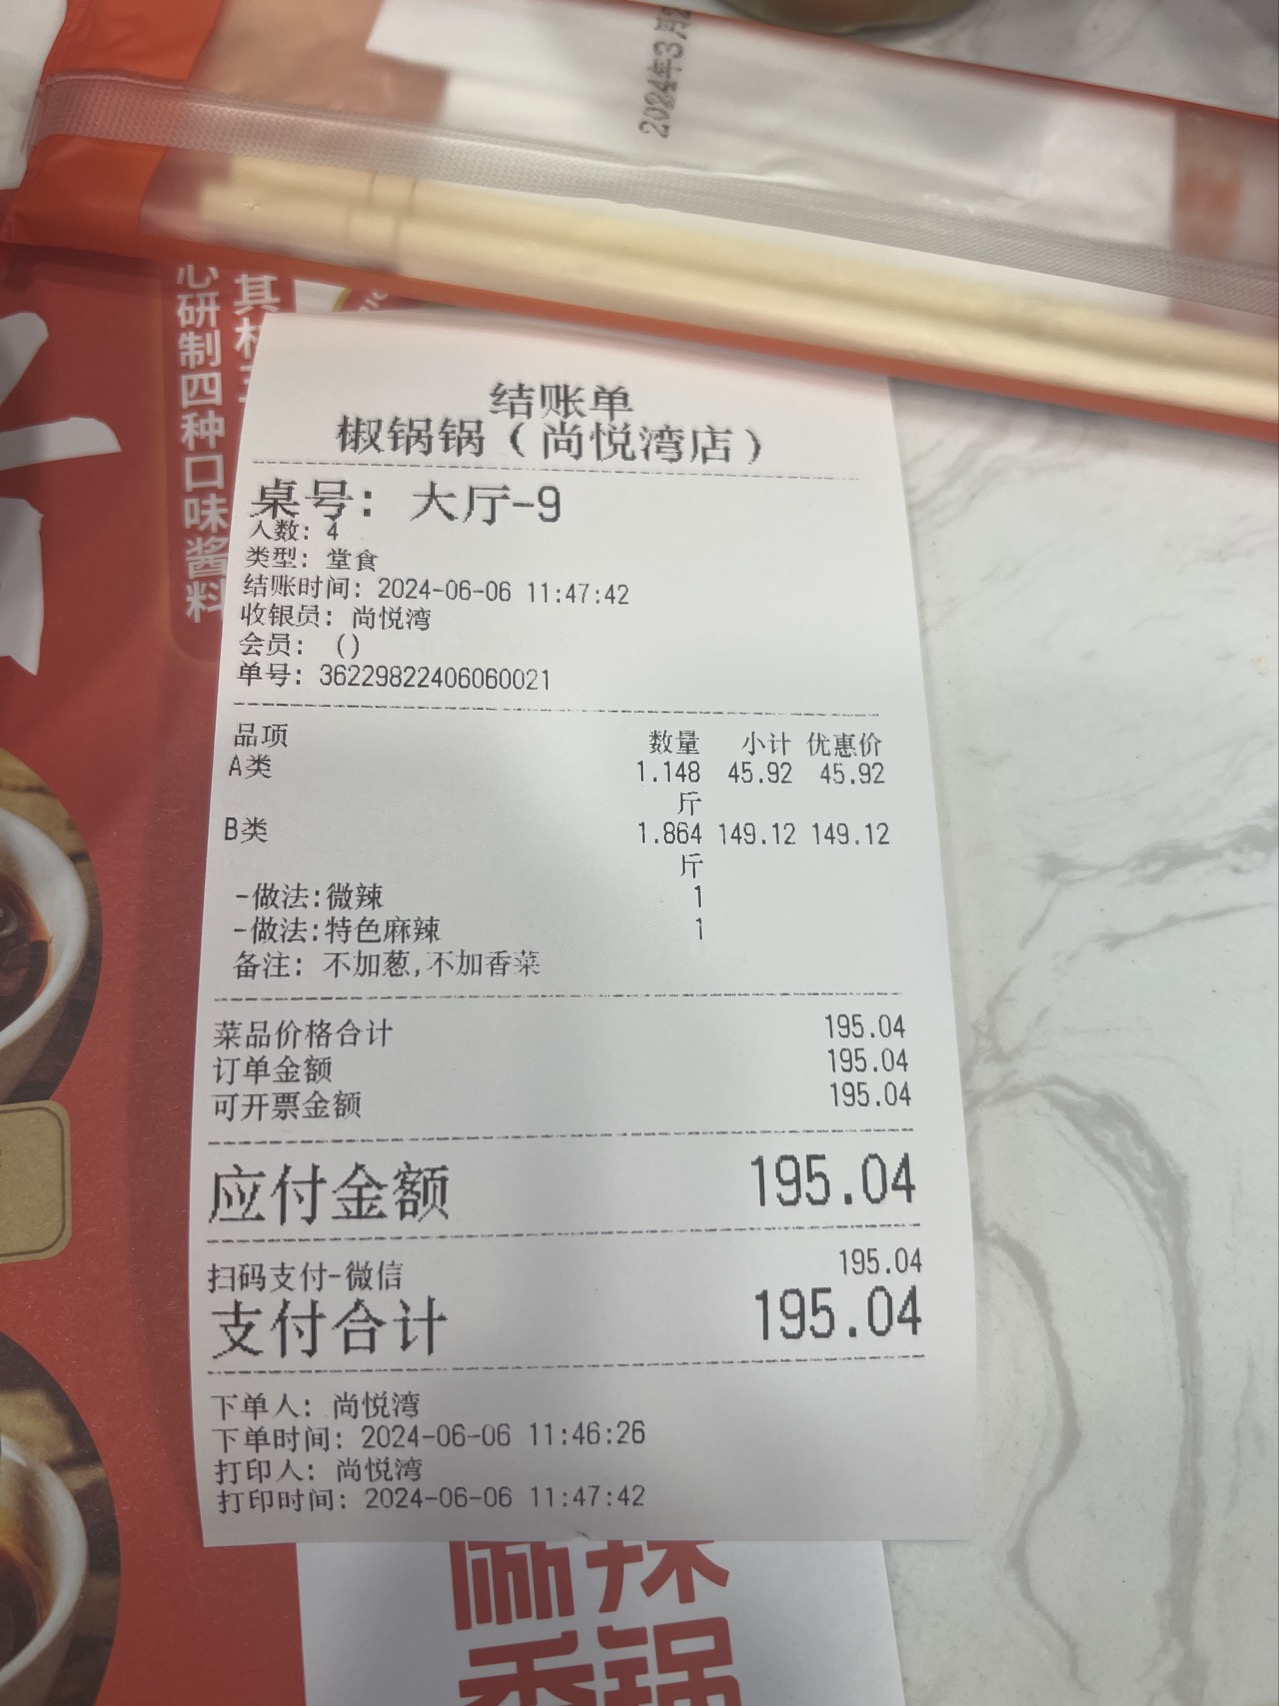 2024年3月
心研制四种口味酱料
结账单
椒锅锅（尚悦湾店）
桌号: 大厅-9
人数: 4
类型: 堂食
结账时间: 2024-06-06 11:47:42
收银员: 尚悦湾
会员: ()
单号: 36229822406060021
品项 数量 小计 优惠价
A类 1.148 45.92 45.92
斤
B类 1.864 149.12 149.12
斤
-做法:微辣 1
-做法:特色麻辣 1
备注: 不加葱,不加香菜
菜品价格合计 195.04
订单金额 195.04
可开票金额 195.04
应付金额 195.04
扫码支付-微信 195.04
支付合计 195.04
下单人: 尚悦湾
下单时间: 2024-06-06 11:46:26
打印人: 尚悦湾
打印时间: 2024-06-06 11:47:42
麻辣
香锅